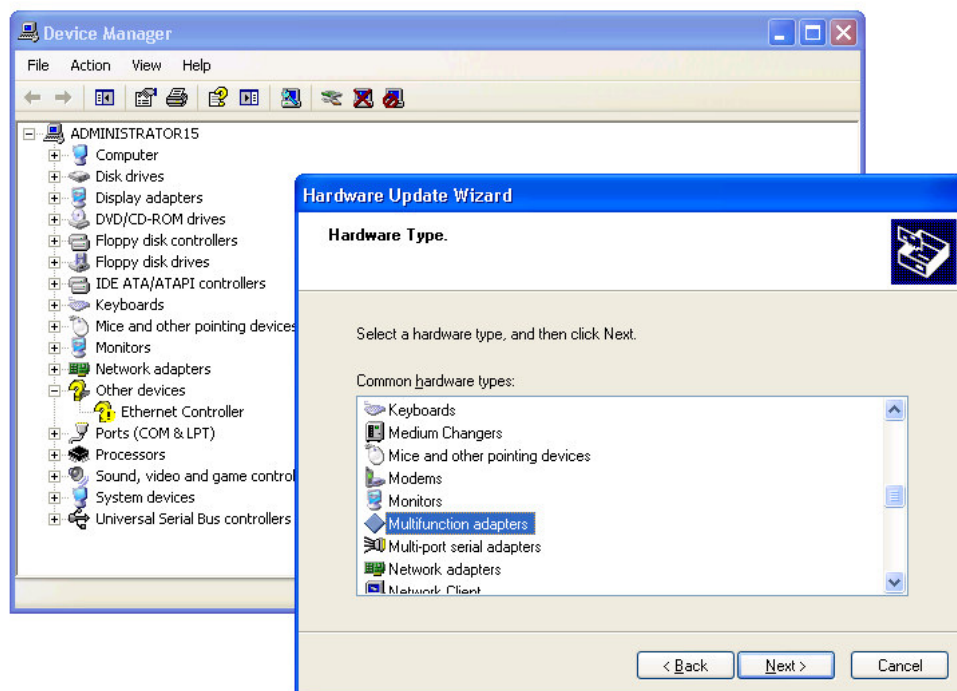 Device Manager
File Action View Help
ADMINISTRATOR15
Computer
Disk drives
Display adapters
DVD/CD-ROM drives
Floppy disk controllers
Floppy disk drives
IDE ATA/ATAPI controllers
Keyboards
Mice and other pointing devices
Monitors
Network adapters
Other devices
Ethernet Controller
Ports (COM & LPT)
Processors
Sound, video and game control
System devices
Universal Serial Bus controllers
Hardware Update Wizard
Hardware Type.
Select a hardware type, and then click Next.
Common hardware types:
Keyboards
Medium Changers
Mice and other pointing devices
Modems
Monitors
Multifunction adapters
Multi-port serial adapters
Network adapters
Network Client
< Back Next > Cancel